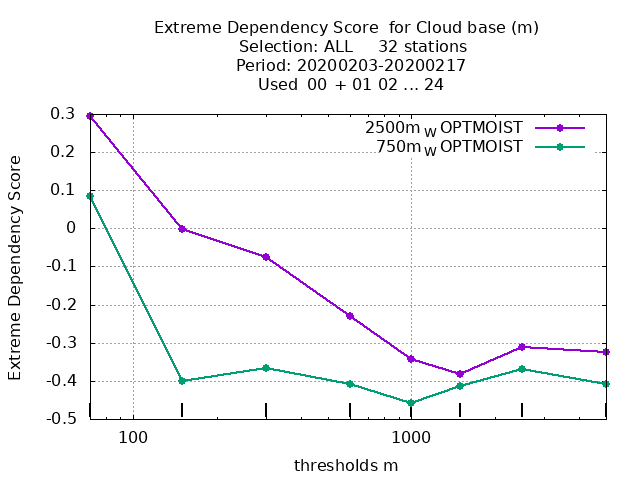 Extreme Dependency Score  for Cloud base (m)
Selection: ALL     32 stations
Period: 20200203-20200217
Used  00  + 01 02 ... 24
2500m W OPTMOIST
750m W OPTMOIST
Extreme Dependency Score
0.3
0.2
0.1
0
-0.1
-0.2
-0.3
-0.4
-0.5
100
1000
thresholds m